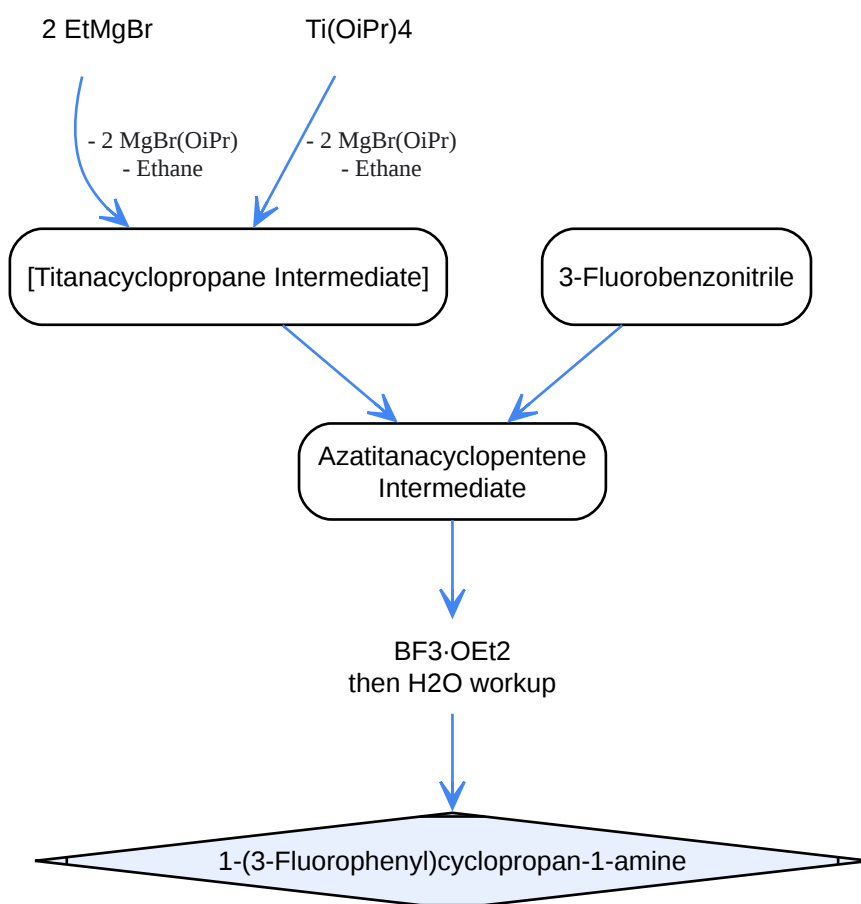 2 EtMgBr
Ti(OiPr)4
- 2 MgBr(OiPr)
- Ethane
- 2 MgBr(OiPr)
- Ethane
[Titanacyclopropane Intermediate]
3-Fluorobenzonitrile
Azatitanacyclopentene
Intermediate
BF3·OEt2
then H2O workup
1-(3-Fluorophenyl)cyclopropan-1-amine